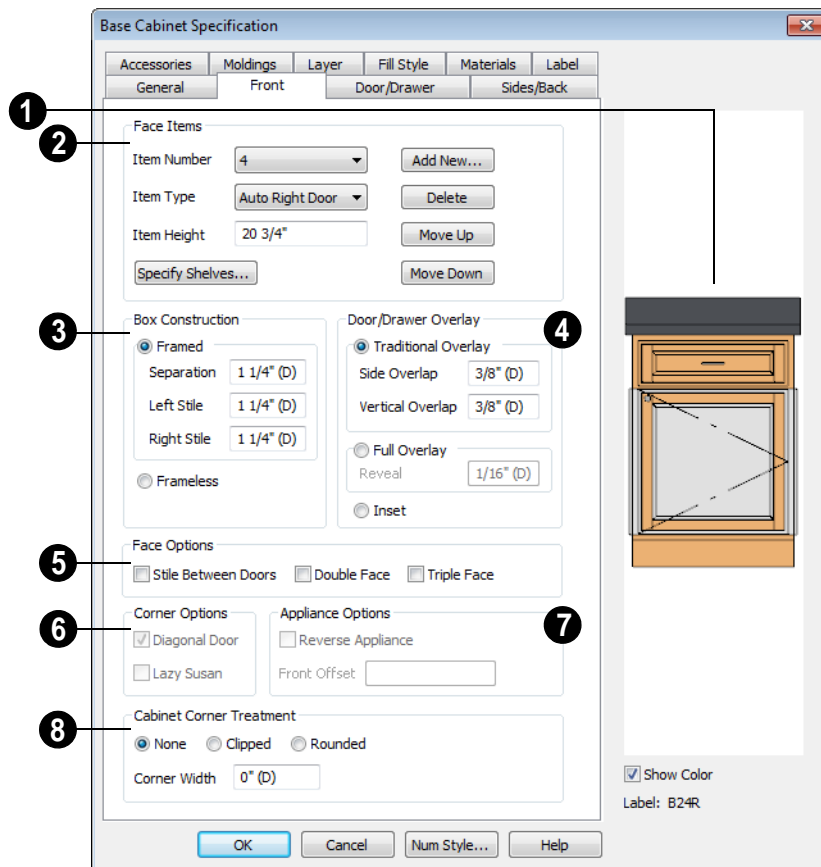 Base Cabinet Specification
Accessories Moldings Layer Fill Style Materials Label
General Front Door/Drawer Sides/Back
1
2
Face Items
Item Number 4 Add New...
Item Type Auto Right Door Delete
Item Height 20 3/4" Move Up
Specify Shelves... Move Down
3
Box Construction
Framed
Separation 1 1/4" (D)
Left Stile 1 1/4" (D)
Right Stile 1 1/4" (D)
Frameless
4
Door/Drawer Overlay
Traditional Overlay
Side Overlap 3/8" (D)
Vertical Overlap 3/8" (D)
Full Overlay
Reveal 1/16" (D)
Inset
5
Face Options
Stile Between Doors Double Face Triple Face
6
Corner Options
Diagonal Door
Lazy Susan
7
Appliance Options
Reverse Appliance
Front Offset
8
Cabinet Corner Treatment
None Clipped Rounded
Corner Width 0" (D)
Show Color
Label: B24R
OK Cancel Num Style... Help